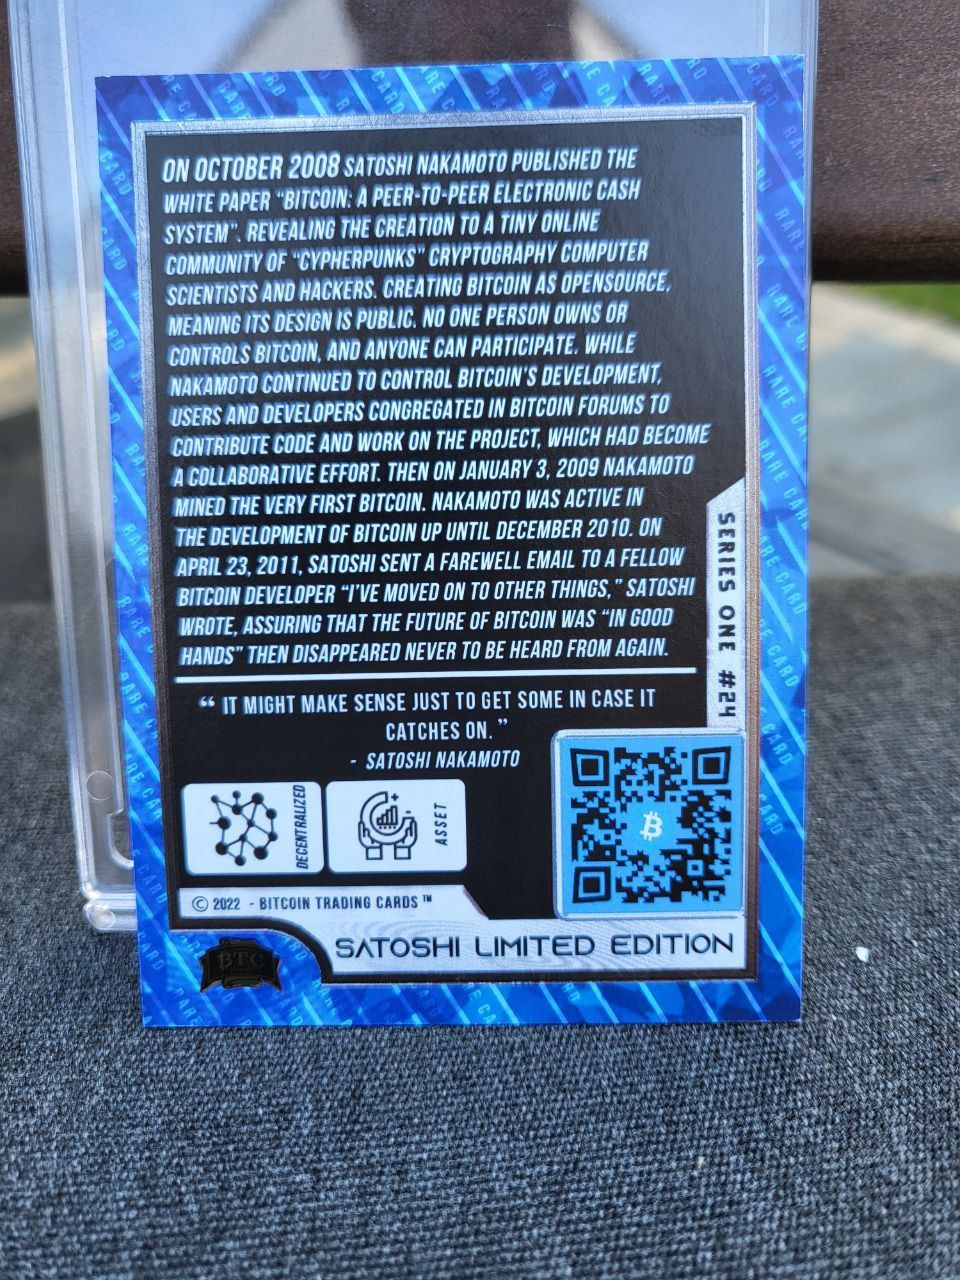 ON OCTOBER 2008 SATOSHI NAKAMOTO PUBLISHED THE
WHITE PAPER "BITCOIN: A PEER-TO-PEER ELECTRONIC CASH
SYSTEM". REVEALING THE CREATION TO A TINY ONLINE
COMMUNITY OF "CYPHERPUNKS" CRYPTOGRAPHY COMPUTER
SCIENTISTS AND HACKERS. CREATING BITCOIN AS OPENSOURCE,
MEANING ITS DESIGN IS PUBLIC. NO ONE PERSON OWNS OR
CONTROLS BITCOIN, AND ANYONE CAN PARTICIPATE. WHILE
NAKAMOTO CONTINUED TO CONTROL BITCOIN'S DEVELOPMENT,
USERS AND DEVELOPERS CONGREGATED IN BITCOIN FORUMS TO
CONTRIBUTE CODE AND WORK ON THE PROJECT, WHICH HAD BECOME
A COLLABORATIVE EFFORT. THEN ON JANUARY 3, 2009 NAKAMOTO
MINED THE VERY FIRST BITCOIN. NAKAMOTO WAS ACTIVE IN
THE DEVELOPMENT OF BITCOIN UP UNTIL DECEMBER 2010. ON
APRIL 23, 2011, SATOSHI SENT A FAREWELL EMAIL TO A FELLOW
BITCOIN DEVELOPER "I'VE MOVED ON TO OTHER THINGS," SATOSHI
WROTE, ASSURING THAT THE FUTURE OF BITCOIN WAS "IN GOOD
HANDS" THEN DISAPPEARED NEVER TO BE HEARD FROM AGAIN.
SERIES ONE #24
" IT MIGHT MAKE SENSE JUST TO GET SOME IN CASE IT
CATCHES ON. "
- SATOSHI NAKAMOTO
DECENTRALIZED
ASSET
© 2022 - BITCOIN TRADING CARDS ™
SATOSHI LIMITED EDITION
BTC
RARE CARD